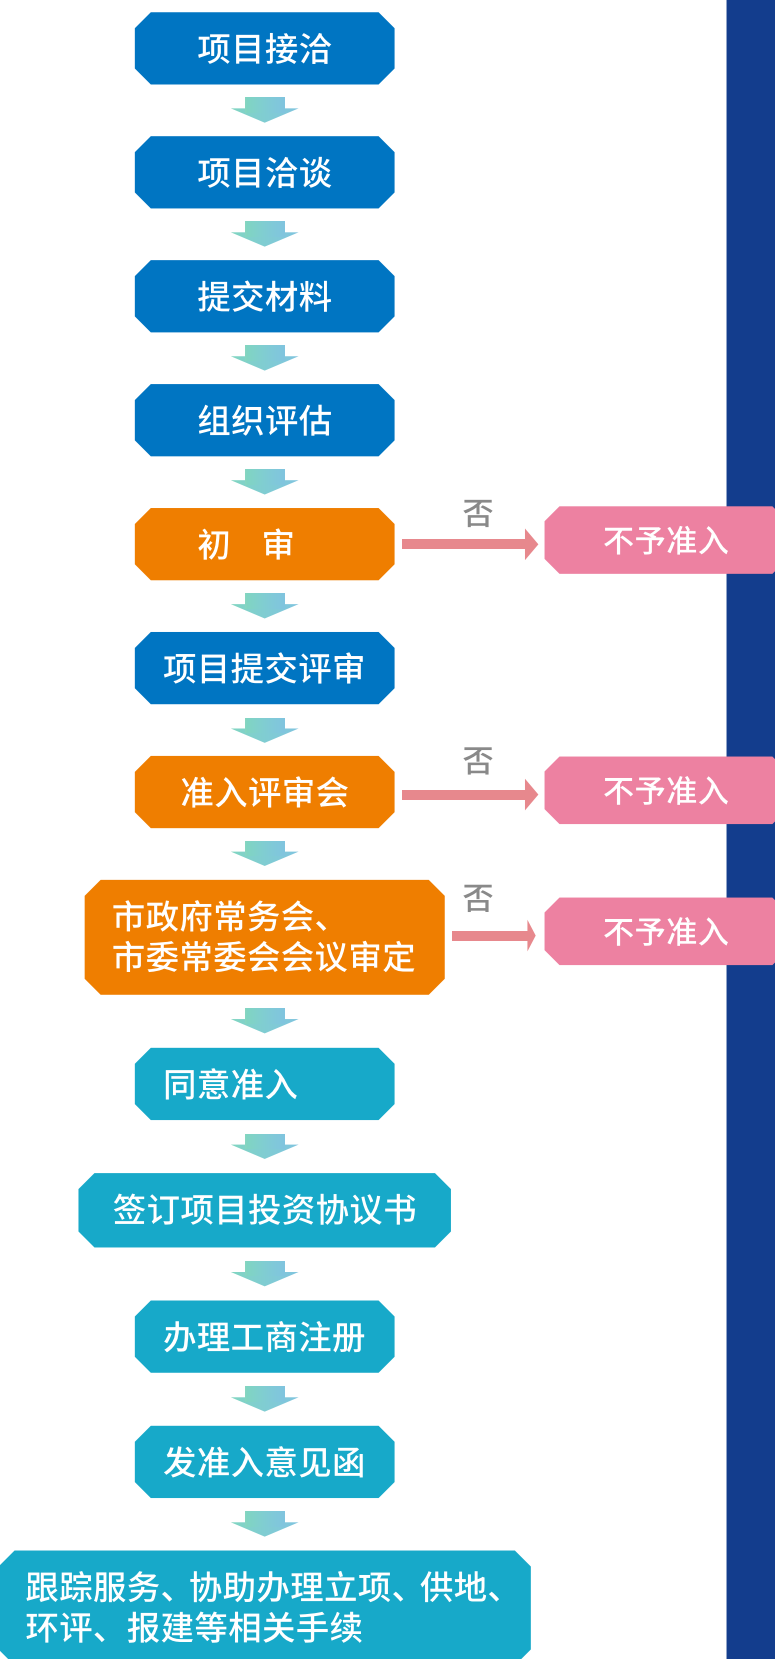 项目接洽
项目洽谈
提交材料
组织评估
初　审
否
不予准入
项目提交评审
准入评审会
否
不予准入
市政府常务会、
市委常委会会议审定
否
不予准入
同意准入
签订项目投资协议书
办理工商注册
发准入意见函
跟踪服务、协助办理立项、供地、
环评、报建等相关手续